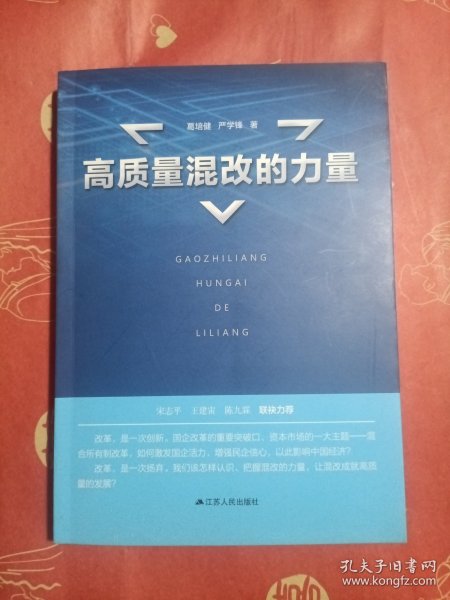 葛培健 严学锋 著
高质量混改的力量
GAOZHILIANG
HUNGAI
DE
LILIANG
宋志平 王建宙 陈九霖 联袂力荐
改革，是一次创新，国企改革的重要突破口、资本市场的一大主题——混
合所有制改革，如何激发国企活力，增强民企信心，以此影响中国经济？
改革，是一次扬弃，我们该怎样认识、把握混改的力量，让混改成就高质
量的发展？
江苏人民出版社
孔夫子旧书网
www.kongfz.com